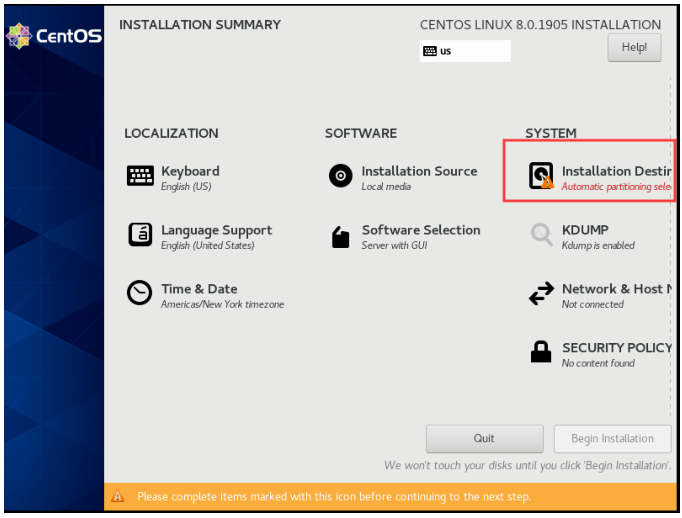 CentOS
INSTALLATION SUMMARY
CENTOS LINUX 8.0.1905 INSTALLATION
us
Help!
LOCALIZATION
SOFTWARE
SYSTEM
Keyboard
English (US)
Installation Source
Local media
Installation Destin
Automatic partitioning sele
Language Support
English (United States)
Software Selection
Server with GUI
KDUMP
Kdump is enabled
Time & Date
Americas/New York timezone
Network & Host N
Not connected
SECURITY POLICY
No content found
Quit
Begin Installation
We won't touch your disks until you click 'Begin Installation'.
Please complete items marked with this icon before continuing to the next step.